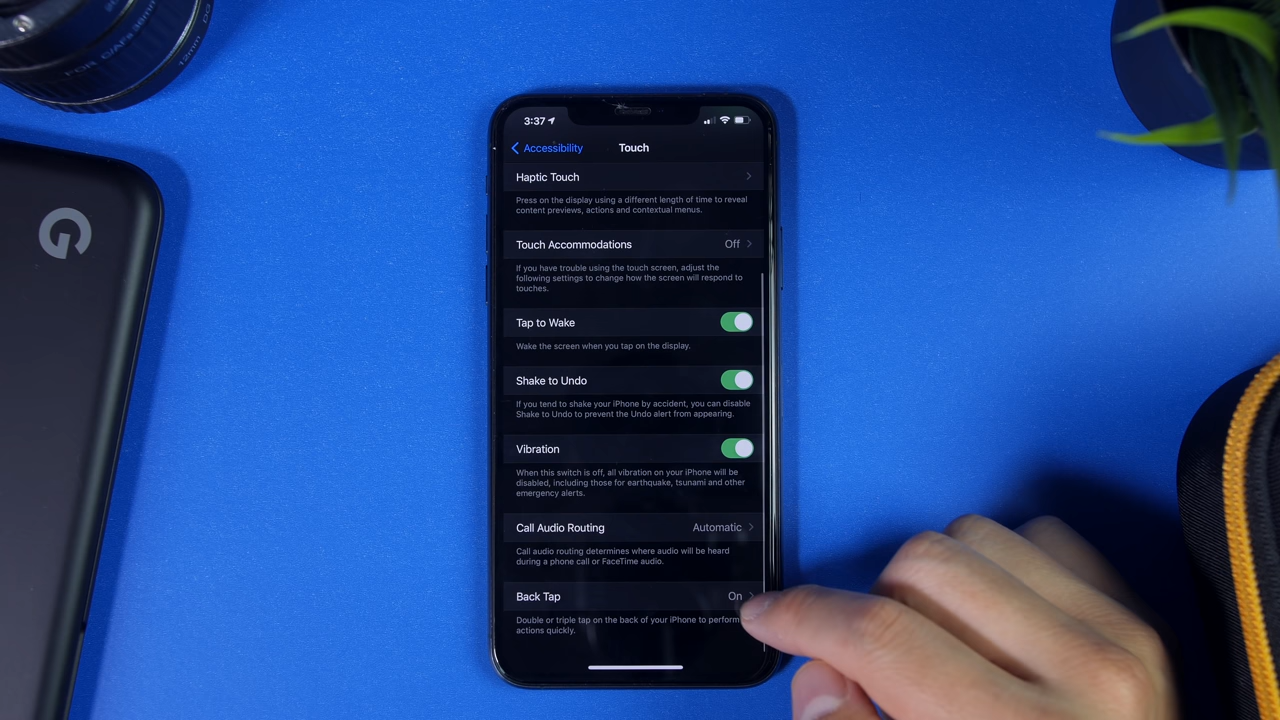 FOR C/AFs 36mm
12mm
3:37
Accessibility
Touch
Haptic Touch
Press on the display using a different length of time to reveal
content previews, actions and contextual menus.
Touch Accommodations Off
If you have trouble using the touch screen, adjust the
following settings to change how the screen will respond to
touches.
Tap to Wake
Wake the screen when you tap on the display.
Shake to Undo
If you tend to shake your iPhone by accident, you can disable
Shake to Undo to prevent the Undo alert from appearing.
Vibration
When this switch is off, all vibration on your iPhone will be
disabled, including those for earthquake, tsunami and other
emergency alerts.
Call Audio Routing Automatic
Call audio routing determines where audio will be heard
during a phone call or FaceTime audio.
Back Tap On
Double or triple tap on the back of your iPhone to perform
actions quickly.
G